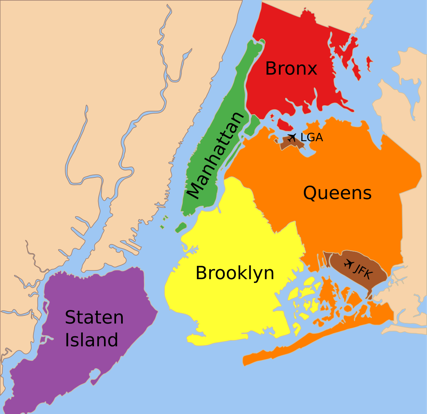 Bronx
LGA
Manhattan
Queens
JFK
Brooklyn
Staten
Island